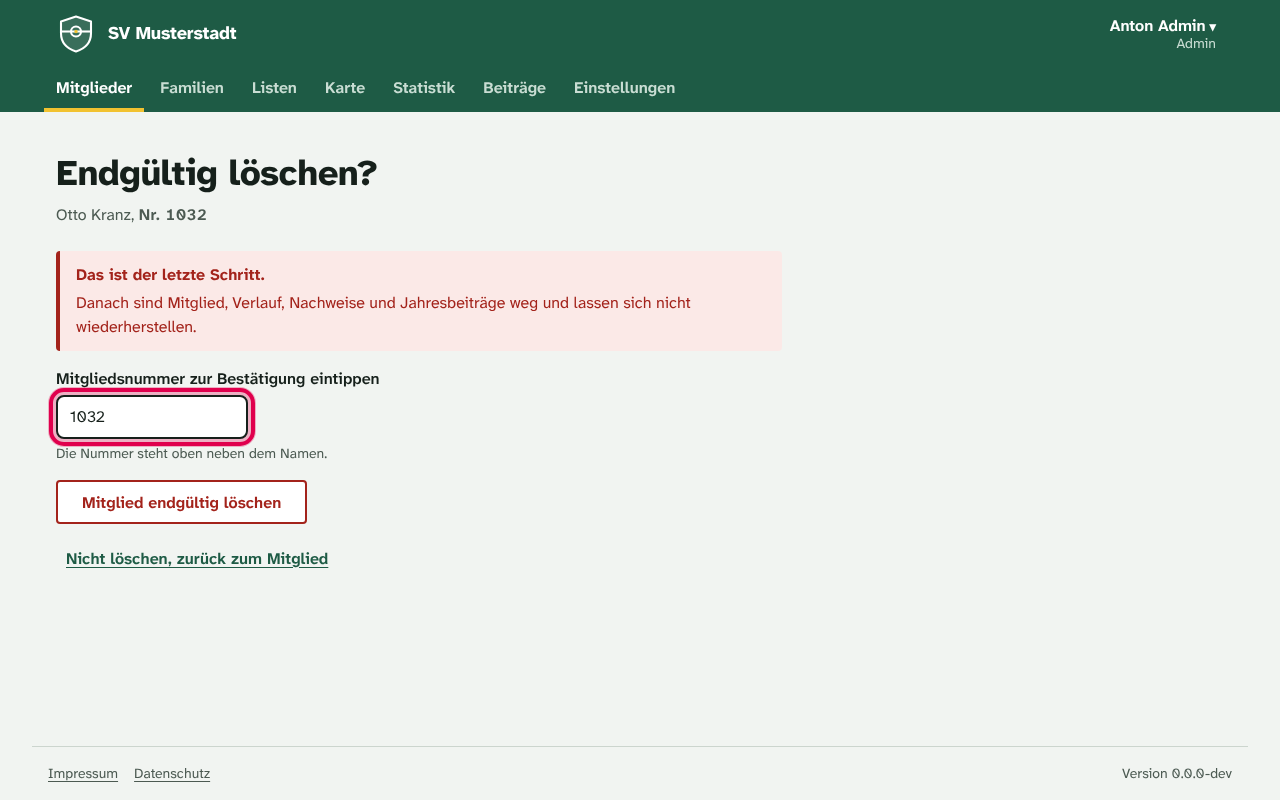 SV Musterstadt
Anton Admin ▾
Admin
Mitglieder Familien Listen Karte Statistik Beiträge Einstellungen
Endgültig löschen?
Otto Kranz, Nr. 1032
Das ist der letzte Schritt.
Danach sind Mitglied, Verlauf, Nachweise und Jahresbeiträge weg und lassen sich nicht
wiederherstellen.
Mitgliedsnummer zur Bestätigung eintippen
1032
Die Nummer steht oben neben dem Namen.
Mitglied endgültig löschen
Nicht löschen, zurück zum Mitglied
Impressum Datenschutz
Version 0.0.0-dev